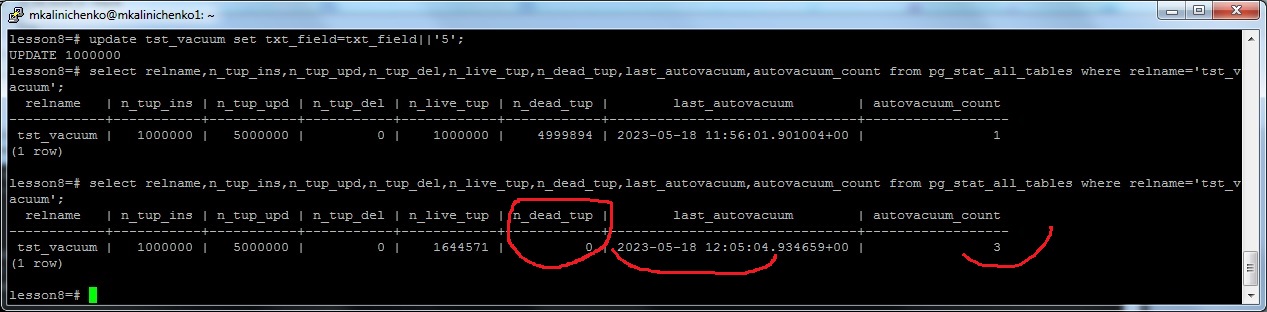 mkalinichenko@mkalinichenko1: ~
lesson8=# update tst_vacuum set txt_field=txt_field||'5';
UPDATE 1000000
lesson8=# select relname,n_tup_ins,n_tup_upd,n_tup_del,n_live_tup,n_dead_tup,last_autovacuum,autovacuum_count from pg_stat_all_tables where relname='tst_v
acuum';
  relname   | n_tup_ins | n_tup_upd | n_tup_del | n_live_tup | n_dead_tup |        last_autovacuum        | autovacuum_count
------------+-----------+-----------+-----------+------------+------------+-------------------------------+------------------
 tst_vacuum |   1000000 |   5000000 |         0 |    1000000 |    4999894 | 2023-05-18 11:56:01.901004+00 |                1
(1 row)
lesson8=# select relname,n_tup_ins,n_tup_upd,n_tup_del,n_live_tup,n_dead_tup,last_autovacuum,autovacuum_count from pg_stat_all_tables where relname='tst_v
acuum';
  relname   | n_tup_ins | n_tup_upd | n_tup_del | n_live_tup | n_dead_tup |        last_autovacuum        | autovacuum_count
------------+-----------+-----------+-----------+------------+------------+-------------------------------+------------------
 tst_vacuum |   1000000 |   5000000 |         0 |    1644571 |          0 | 2023-05-18 12:05:04.934659+00 |                3
(1 row)
lesson8=#